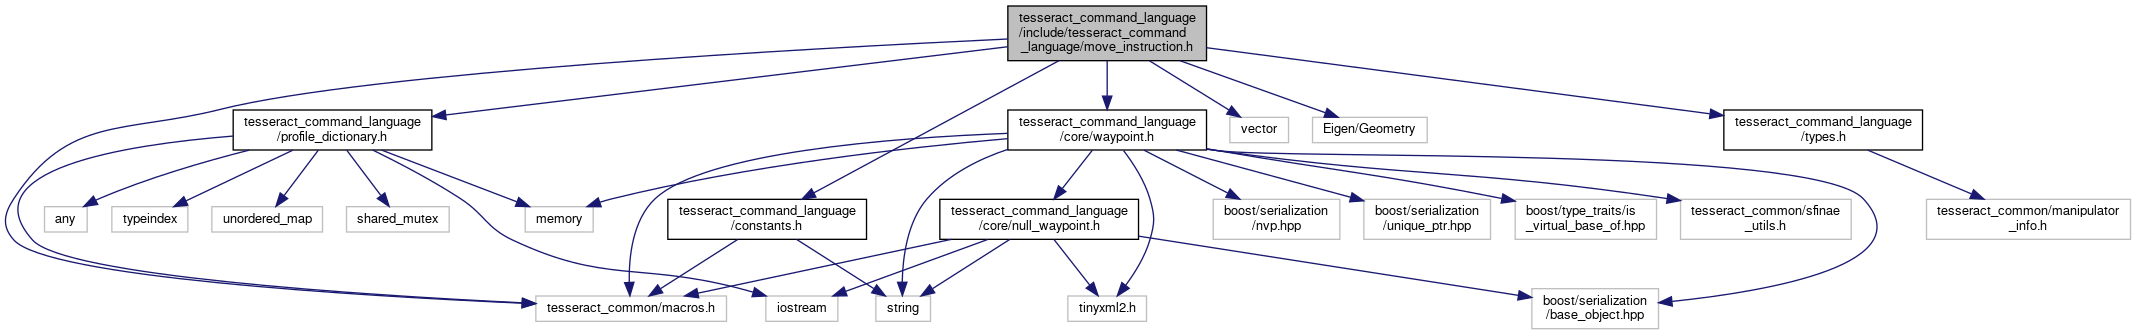 tesseract_command_language
/include/tesseract_command
_language/move_instruction.h
tesseract_command_language
/profile_dictionary.h
tesseract_command_language
/core/waypoint.h
vector
Eigen/Geometry
tesseract_command_language
/types.h
any
typeindex
unordered_map
shared_mutex
memory
tesseract_command_language
/constants.h
tesseract_command_language
/core/null_waypoint.h
boost/serialization
/nvp.hpp
boost/serialization
/unique_ptr.hpp
boost/type_traits/is
_virtual_base_of.hpp
tesseract_common/sfinae
_utils.h
tesseract_common/manipulator
_info.h
tesseract_common/macros.h
iostream
string
tinyxml2.h
boost/serialization
/base_object.hpp